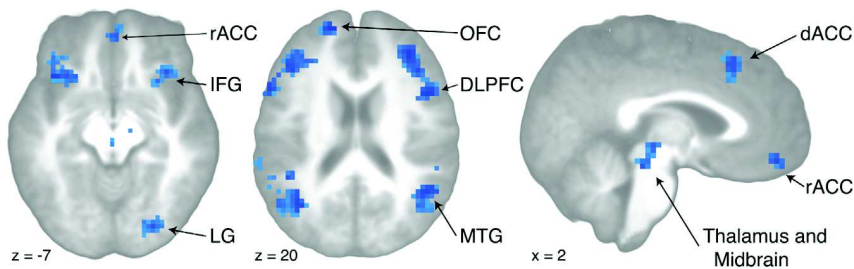 rACC
IFG
LG
z = -7
OFC
DLPFC
MTG
z = 20
dACC
rACC
Thalamus and
Midbrain
x = 2